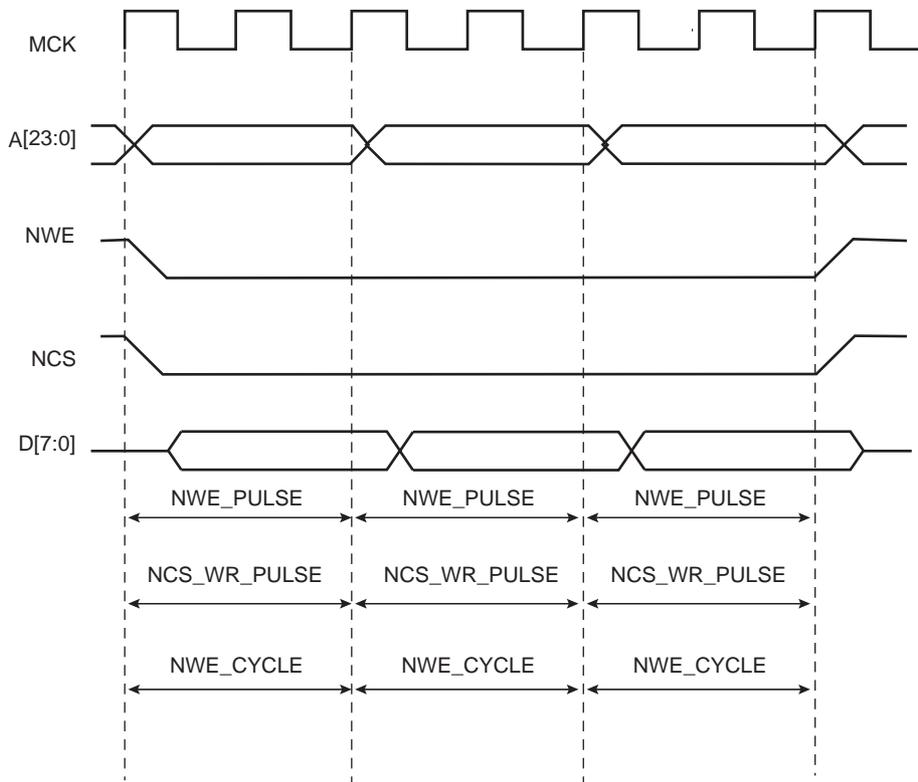 MCK
A[23:0]
NWE
NCS
D[7:0]
NWE_PULSE NWE_PULSE NWE_PULSE
NCS_WR_PULSE NCS_WR_PULSE NCS_WR_PULSE
NWE_CYCLE NWE_CYCLE NWE_CYCLE